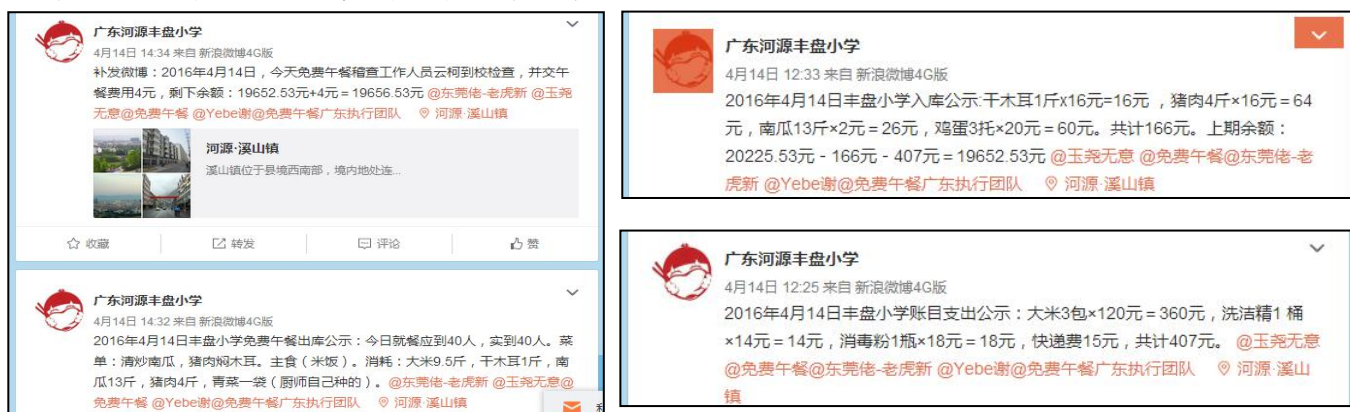 广东河源丰盘小学
4月14日 14:34 来自 新浪微博4G版
补发微博：2016年4月14日，今天免费午餐稽查工作人员云柯到校检查，并交午
餐费用4元，剩下余额：19652.53元+4元=19656.53元 @东莞佬-老虎新 @玉尧
无意@免费午餐 @Yebe谢@免费午餐广东执行团队 河源·溪山镇
河源·溪山镇
溪山镇位于县境西南部，境内地处连...
收藏
转发
评论
赞
广东河源丰盘小学
4月14日 14:32 来自 新浪微博4G版
2016年4月14日丰盘小学免费午餐出库公示：今日就餐应到40人，实到40人。菜
单：清炒南瓜，猪肉焖木耳。主食（米饭）。消耗：大米9.5斤，干木耳1斤，南
瓜13斤，猪肉4斤，青菜一袋（厨师自己种的）。@东莞佬-老虎新 @玉尧无意@
免费午餐 @Yebe谢@免费午餐广东执行团队 河源·溪山镇
广东河源丰盘小学
4月14日 12:33 来自 新浪微博4G版
2016年4月14日丰盘小学入库公示:干木耳1斤x16元=16元 ，猪肉4斤×16元＝64
元，南瓜13斤×2元＝26元，鸡蛋3托×20元＝60元。共计166元。上期余额：
20225.53元－166元－407元＝19652.53元 @玉尧无意 @免费午餐@东莞佬-老
虎新 @Yebe谢@免费午餐广东执行团队 河源·溪山镇
广东河源丰盘小学
4月14日 12:25 来自 新浪微博4G版
2016年4月14日丰盘小学账目支出公示：大米3包×120元＝360元，洗洁精1 桶
×14元＝14元，消毒粉1瓶×18元＝18元，快递费15元，共计407元。 @玉尧无意
@免费午餐@东莞佬-老虎新 @Yebe谢@免费午餐广东执行团队 河源·溪山
镇